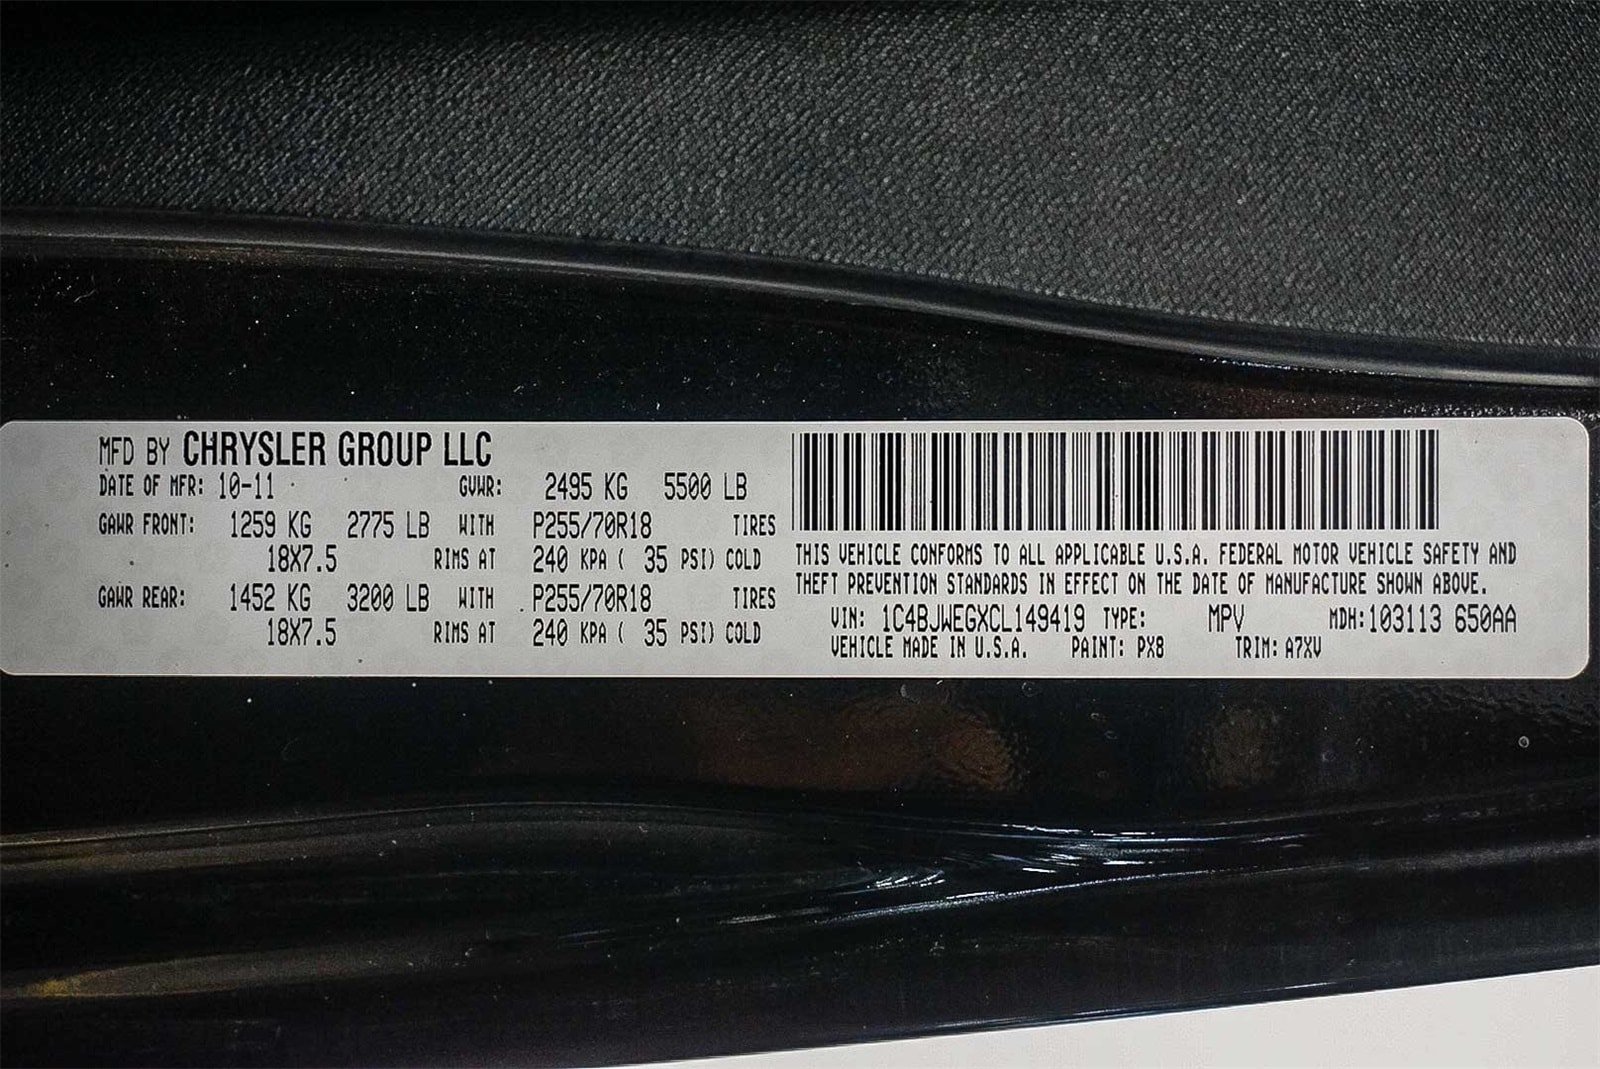 MFD BY CHRYSLER GROUP LLC
DATE OF MFR: 10-11 GVWR: 2495 KG 5500 LB
GAWR FRONT: 1259 KG 2775 LB WITH P255/70R18 TIRES
18X7.5 RIMS AT 240 KPA ( 35 PSI) COLD
GAWR REAR: 1452 KG 3200 LB WITH P255/70R18 TIRES
18X7.5 RIMS AT 240 KPA ( 35 PSI) COLD
THIS VEHICLE CONFORMS TO ALL APPLICABLE U.S.A. FEDERAL MOTOR VEHICLE SAFETY AND
THEFT PREVENTION STANDARDS IN EFFECT ON THE DATE OF MANUFACTURE SHOWN ABOVE.
VIN: 1C4BJWEGXCL149419 TYPE: MPV MDH:103113 650AA
VEHICLE MADE IN U.S.A. PAINT: PX8 TRIM: A7XV